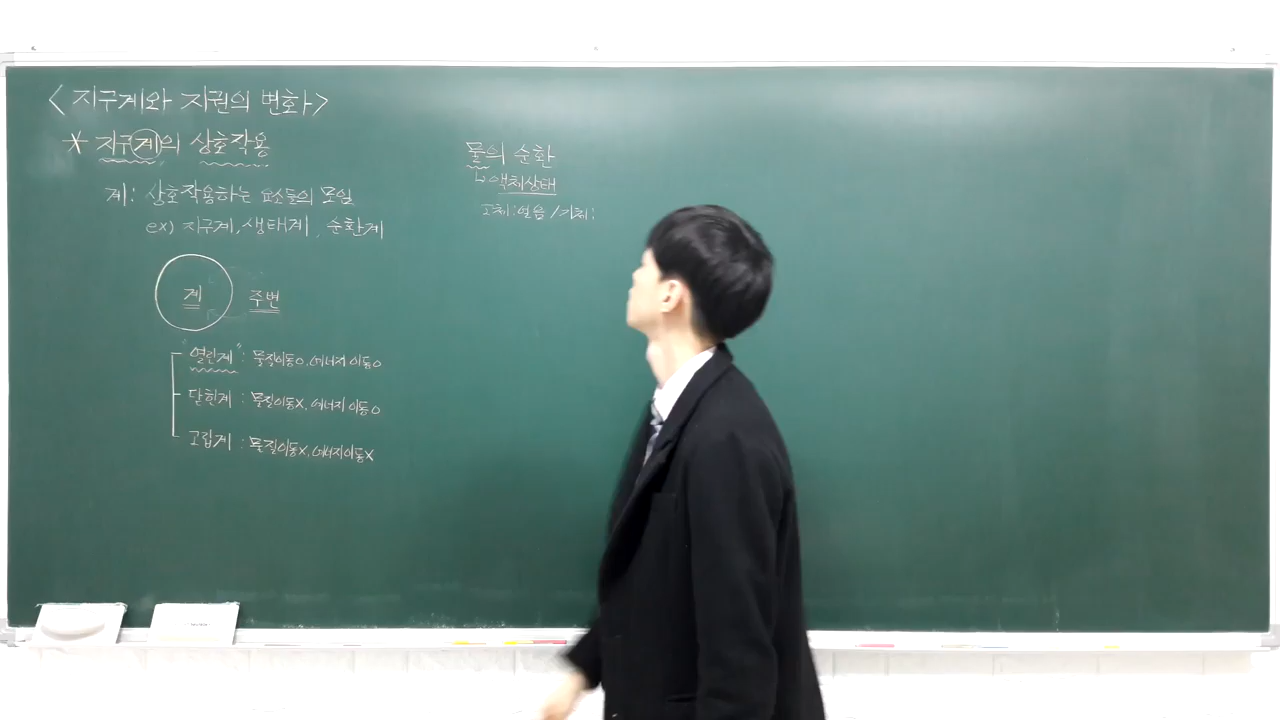 <지구계와 지권의 변화>
* 지구계의 상호작용
계: 상호작용하는 요소들의 모임
ex) 지구계, 생태계, 순환계
계 주변
"열린계" : 물질이동O, 에너지 이동O
닫힌계 : 물질이동X, 에너지 이동O
고립계 : 물질이동X, 에너지이동X
물의 순환
↳ 액체상태
고체:얼음 / 기체: